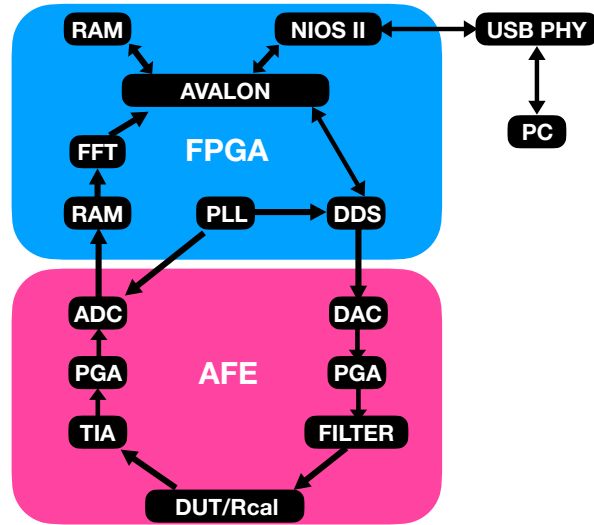 RAM
NIOS II
USB PHY
AVALON
PC
FFT
FPGA
RAM
PLL
DDS
ADC
DAC
PGA
AFE
PGA
TIA
FILTER
DUT/Rcal